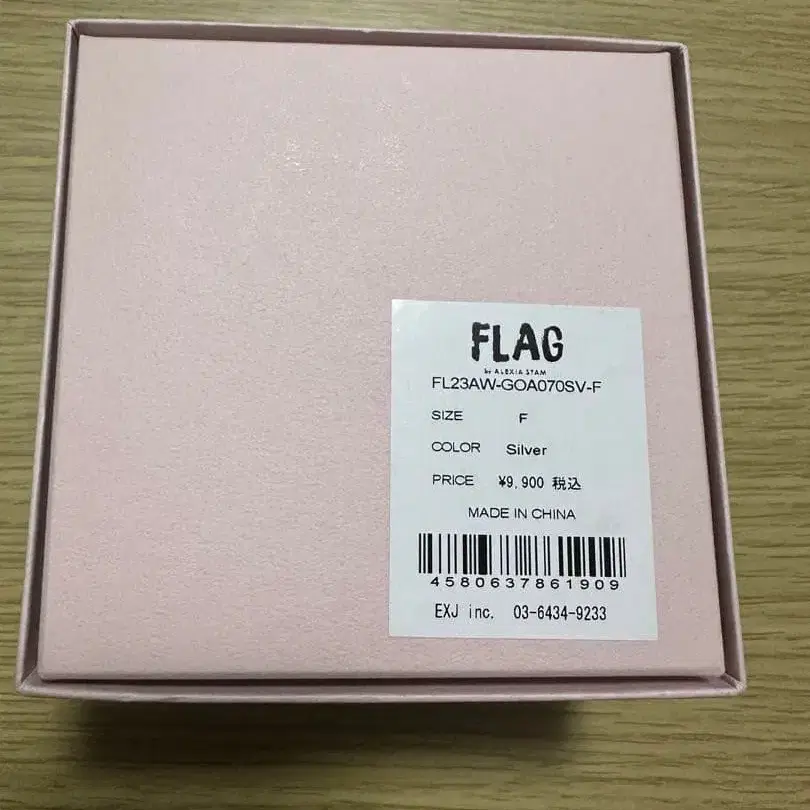 FLAG
by ALEXIA STAM
FL23AW-GOA070SV-F
SIZE F
COLOR Silver
PRICE ¥9,900 税込
MADE IN CHINA
4580637861909
EXJ inc. 03-6434-9233